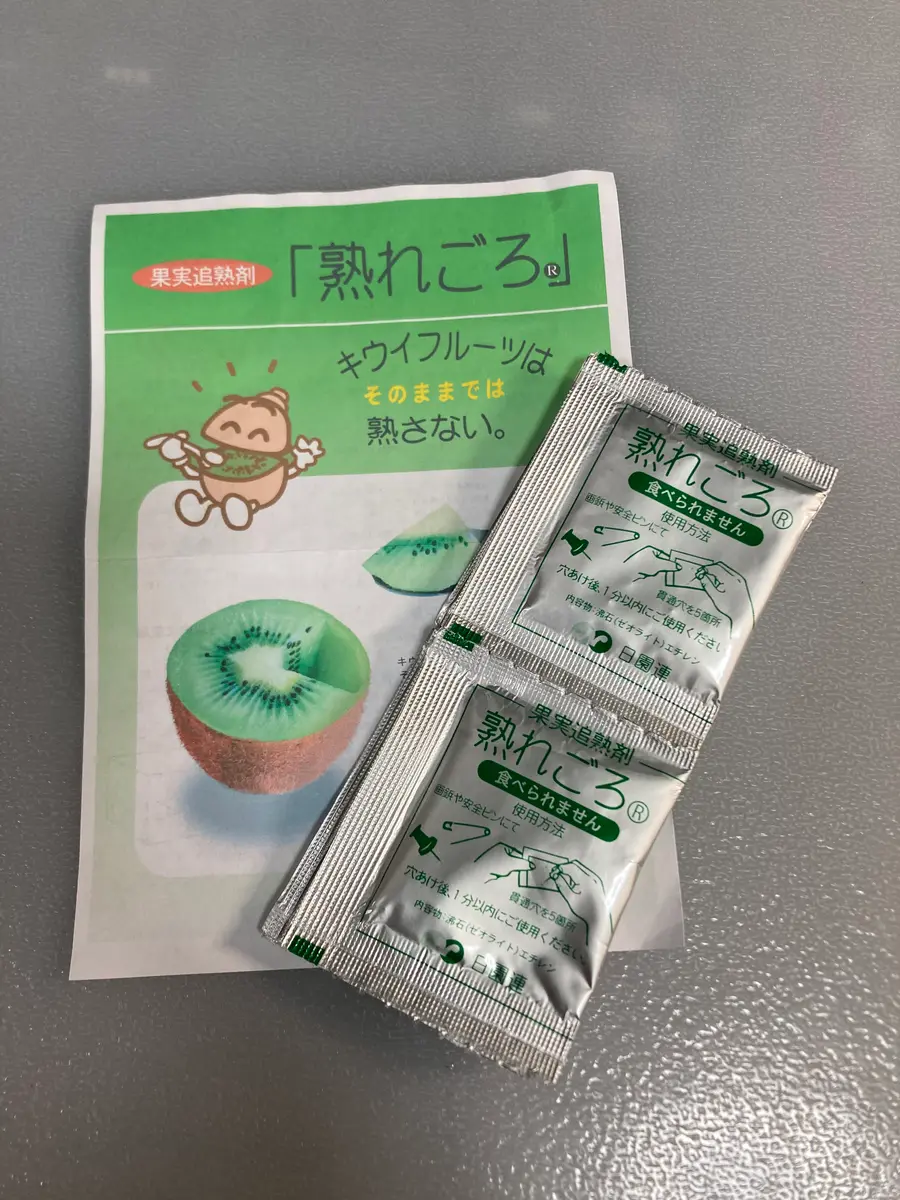 果実追熟剤
「熟れごろ®」
キウイフルーツは
そのままでは
熟さない。
果実追熟剤
熟れごろ®
食べられません
使用方法
画鋲や安全ピンにて
貫通穴を5箇所
穴あけ後、1分以内にご使用ください
内容物:沸石(ゼオライト)エチレン
日園連
果実追熟剤
熟れごろ®
食べられません
使用方法
画鋲や安全ピンにて
貫通穴を5箇所
穴あけ後、1分以内にご使用ください
内容物:沸石(ゼオライト)エチレン
日園連